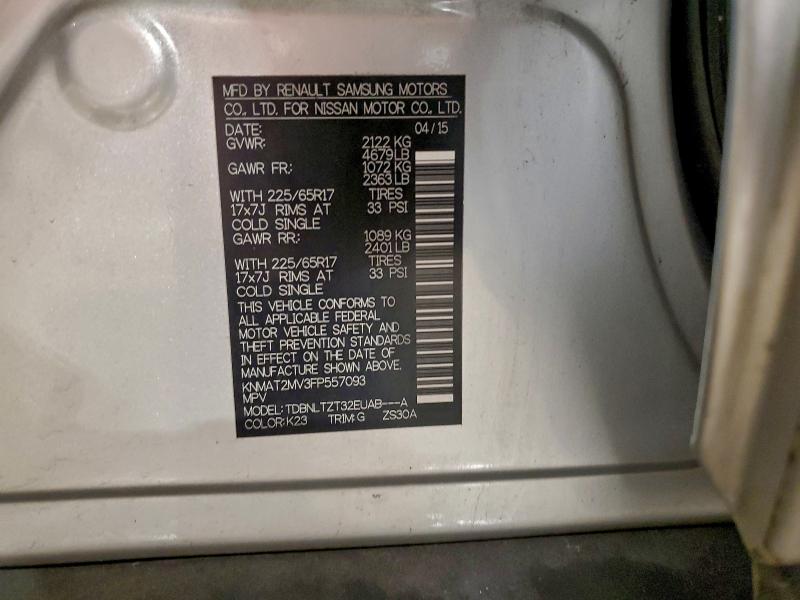 MFD BY RENAULT SAMSUNG MOTORS
CO., LTD. FOR NISSAN MOTOR CO., LTD.
DATE: 04/15
GVWR: 2122 KG
4679 LB
GAWR FR: 1072 KG
2363 LB
WITH 225/65R17 TIRES
17x7J RIMS AT 33 PSI
COLD SINGLE
GAWR RR: 1089 KG
2401 LB
WITH 225/65R17 TIRES
17x7J RIMS AT 33 PSI
COLD SINGLE
THIS VEHICLE CONFORMS TO
ALL APPLICABLE FEDERAL
MOTOR VEHICLE SAFETY AND
THEFT PREVENTION STANDARDS
IN EFFECT ON THE DATE OF
MANUFACTURE SHOWN ABOVE.
KNMAT2MV3FP557093
MPV
MODEL: TDBNLTZT32EUAB---A
COLOR: K23 TRIM: G ZS30A